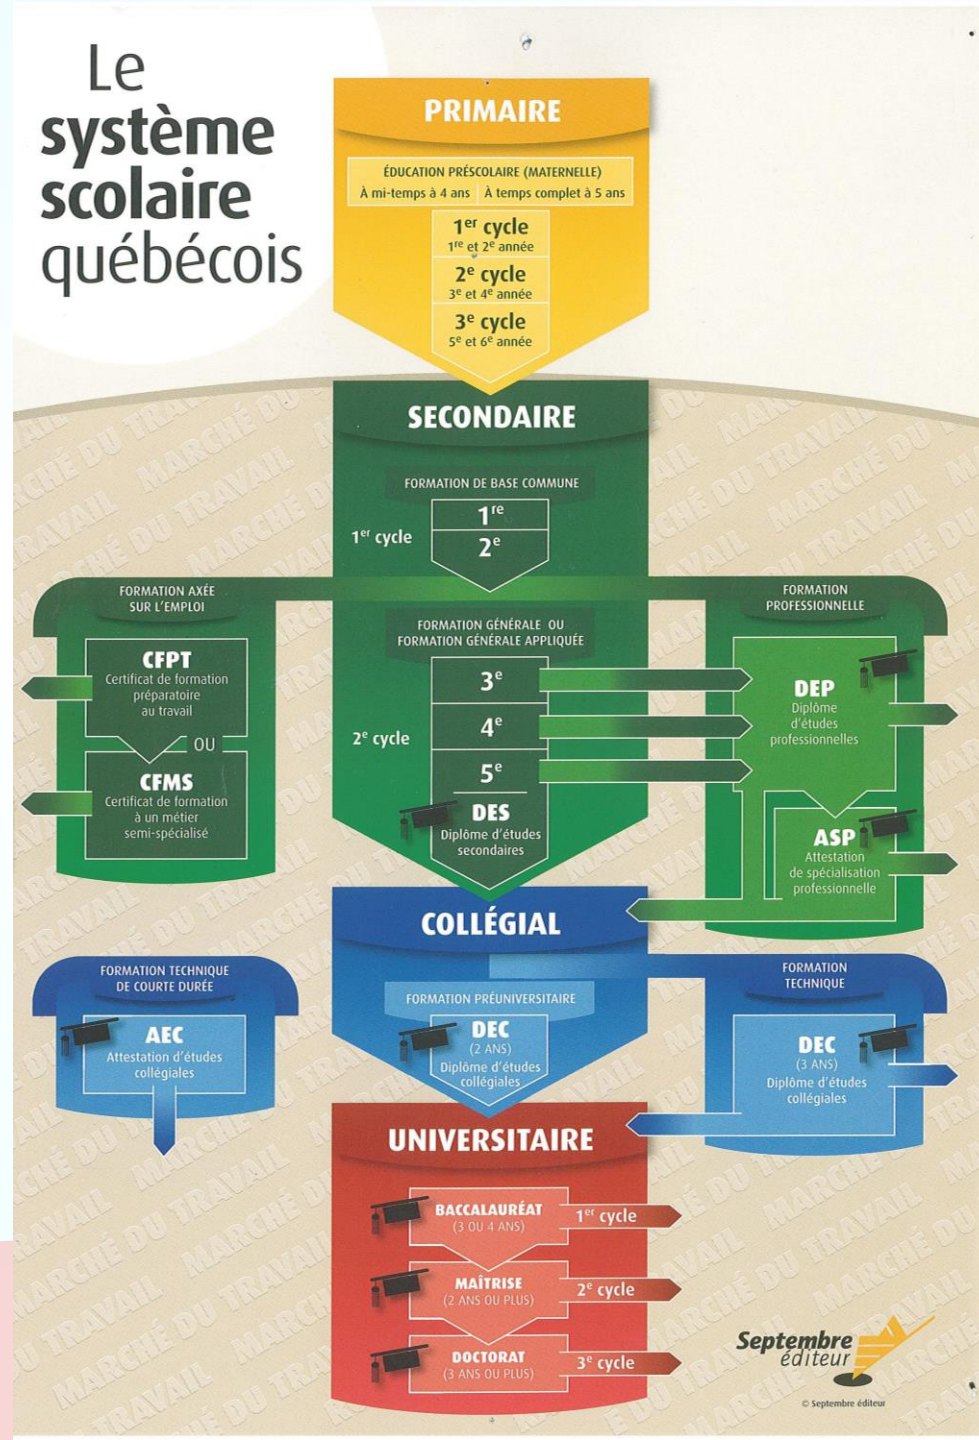 Le
système
scolaire
québécois
PRIMAIRE
ÉDUCATION PRÉSCOLAIRE (MATERNELLE)
À mi-temps à 4 ans | À temps complet à 5 ans
1er cycle
1re et 2e année
2e cycle
3e et 4e année
3e cycle
5e et 6e année
SECONDAIRE
FORMATION DE BASE COMMUNE
1er cycle
1re
2e
FORMATION AXÉE
SUR L'EMPLOI
CFPT
Certificat de formation
préparatoire
au travail
OU
CFMS
Certificat de formation
à un métier
semi-spécialisé
FORMATION GÉNÉRALE OU
FORMATION GÉNÉRALE APPLIQUÉE
2e cycle
3e
4e
5e
DES
Diplôme d'études
secondaires
FORMATION
PROFESSIONNELLE
DEP
Diplôme
d'études
professionnelles
ASP
Attestation
de spécialisation
professionnelle
COLLÉGIAL
FORMATION TECHNIQUE
DE COURTE DURÉE
AEC
Attestation d'études
collégiales
FORMATION PRÉUNIVERSITAIRE
DEC
(2 ANS)
Diplôme d'études
collégiales
FORMATION
TECHNIQUE
DEC
(3 ANS)
Diplôme d'études
collégiales
UNIVERSITAIRE
BACCALAURÉAT
(3 OU 4 ANS)
1er cycle
MAÎTRISE
(2 ANS OU PLUS)
2e cycle
DOCTORAT
(3 ANS OU PLUS)
3e cycle
MARCHÉ DU TRAVAIL
Septembre
éditeur
© Septembre éditeur